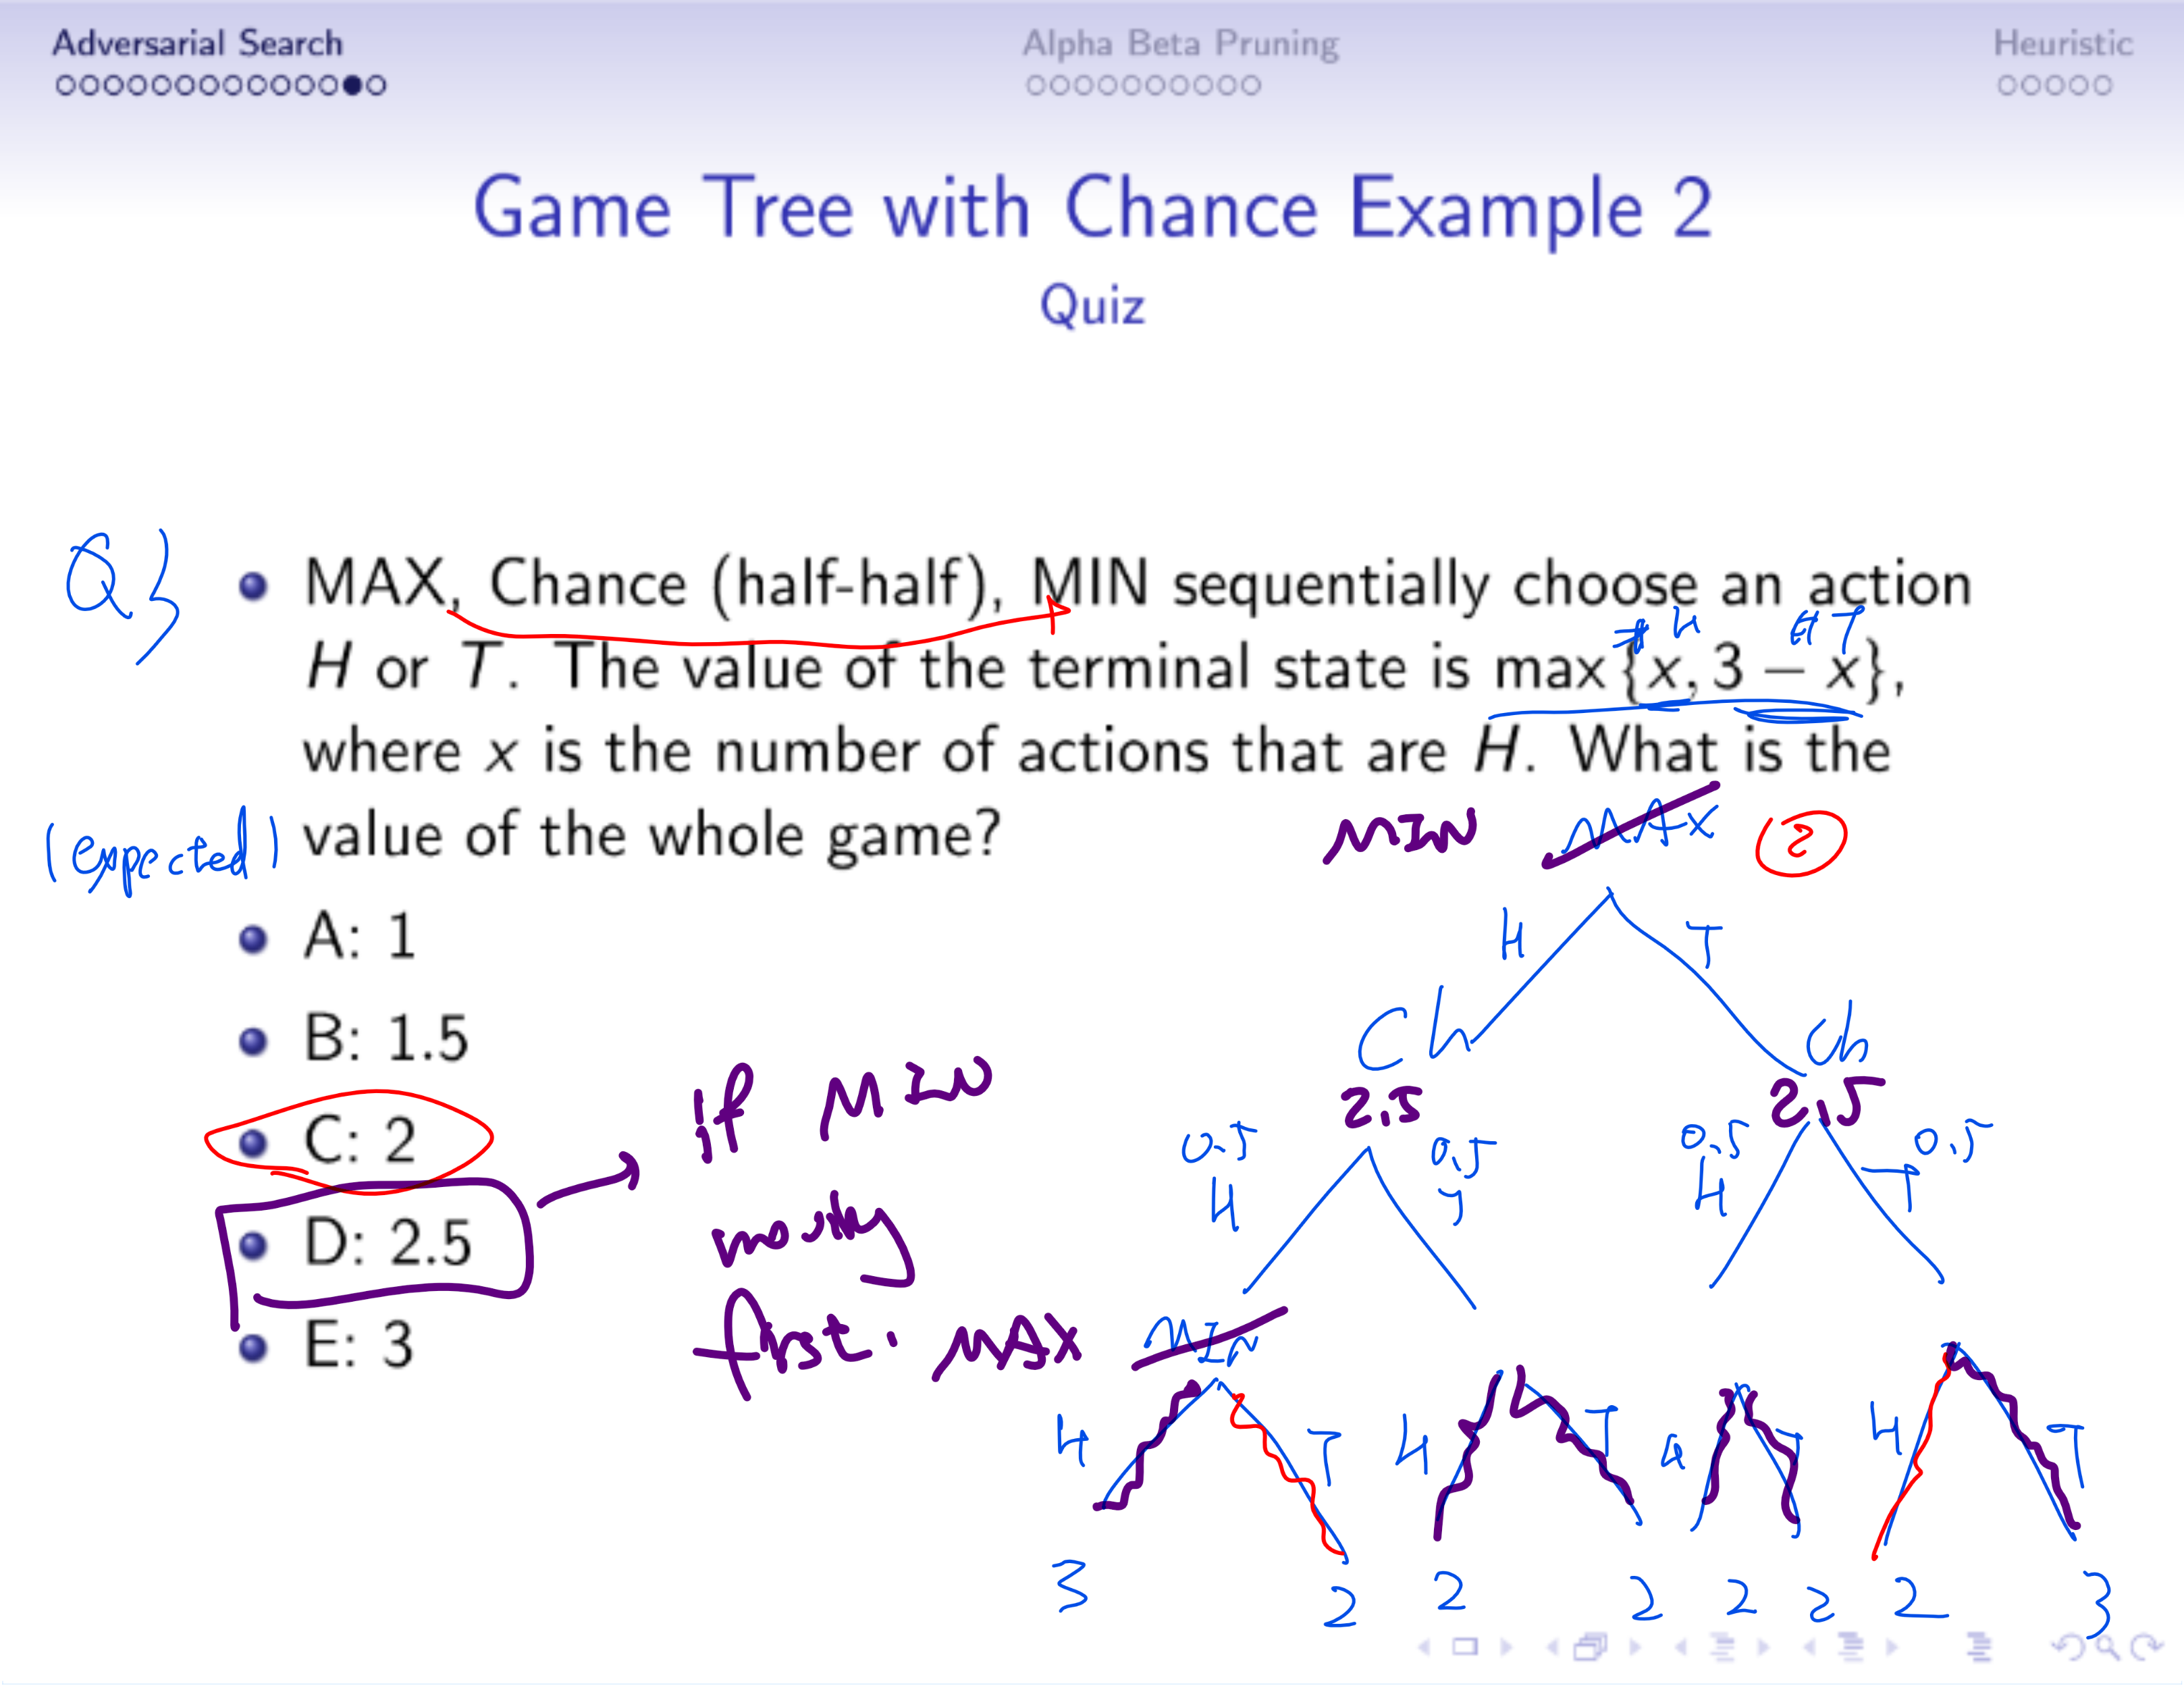 Adversarial Search
Alpha Beta Pruning
Heuristic
Game Tree with Chance Example 2
Quiz
Q3
MAX, Chance (half-half), MIN sequentially choose an action
#H #T
H or T. The value of the terminal state is max{x, 3 − x},
where x is the number of actions that are H. What is the
(expected) value of the whole game?
MIN MAX 2
A: 1
B: 1.5
C: 2
D: 2.5
E: 3
if MIN
moves
first. MAX
MIN
H T
Ch Ch
2.5 2.5
0.5 0.5 0.5 0.5
H T H T
H T H T H T H T
3 2 2 2 2 2 2 3